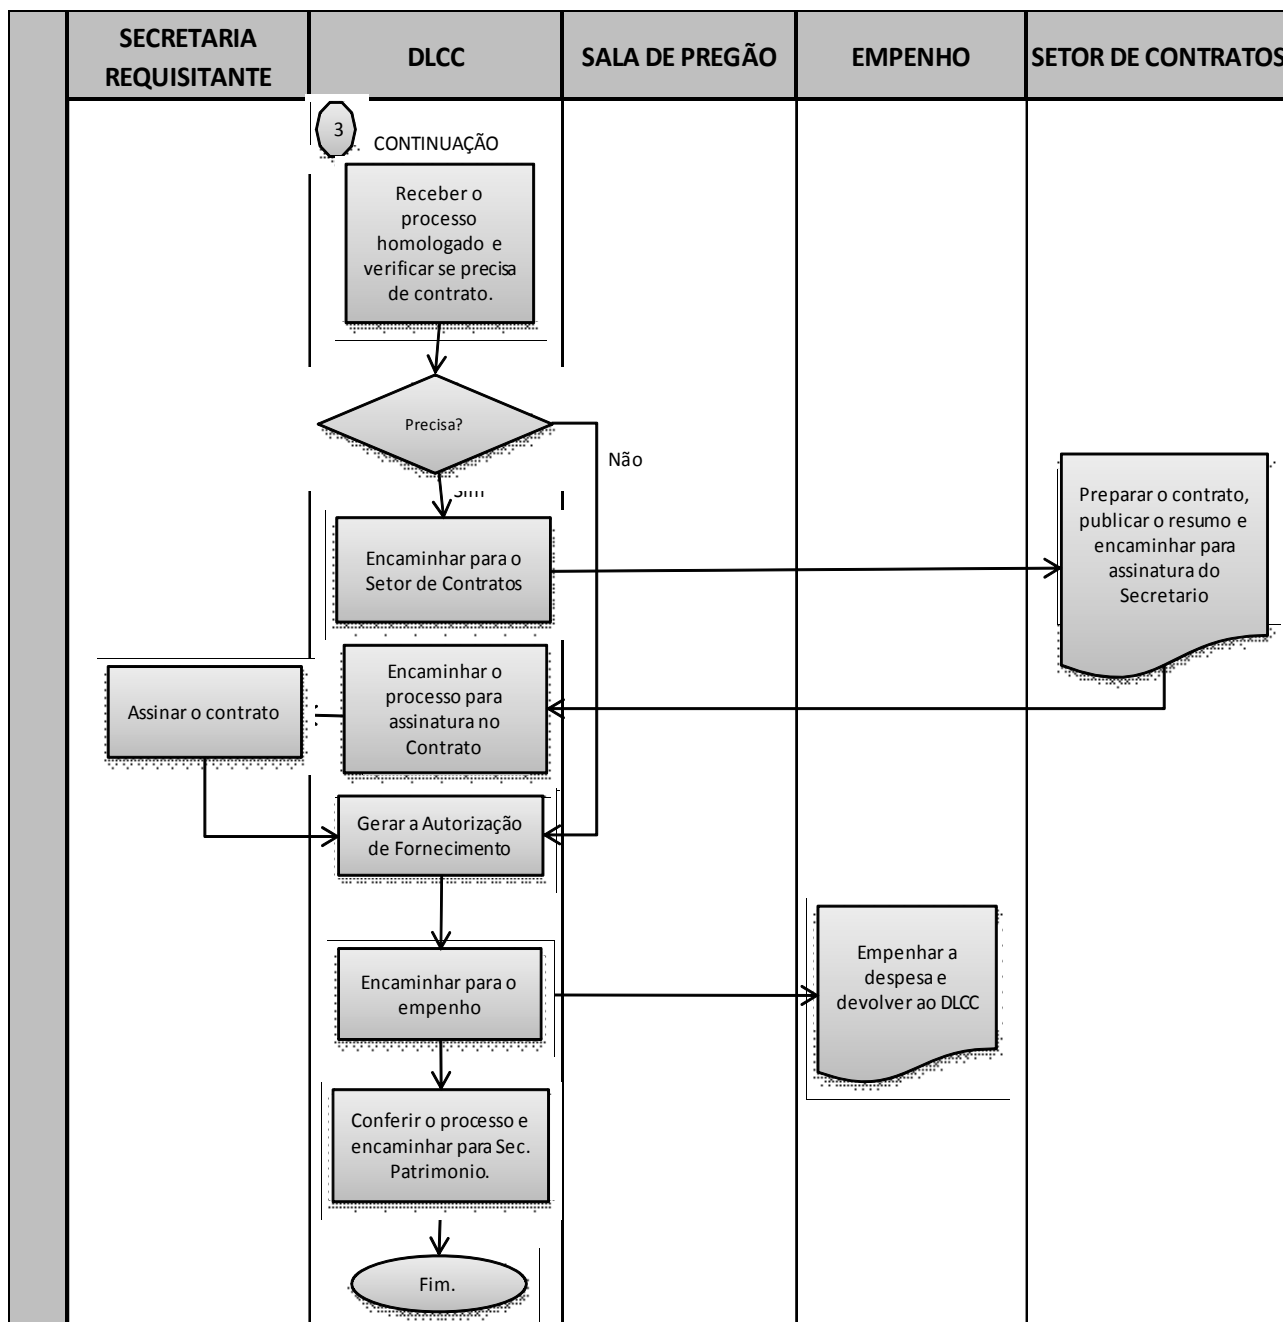 SECRETARIA
REQUISITANTE
DLCC
SALA DE PREGÃO
EMPENHO
SETOR DE CONTRATOS
3
CONTINUAÇÃO
Receber o
processo
homologado e
verificar se precisa
de contrato.
Precisa?
Não
Sim
Encaminhar para o
Setor de Contratos
Preparar o contrato,
publicar o resumo e
encaminhar para
assinatura do
Secretario
Encaminhar o
processo para
assinatura no
Contrato
Assinar o contrato
Gerar a Autorização
de Fornecimento
Encaminhar para o
empenho
Empenhar a
despesa e
devolver ao DLCC
Conferir o processo e
encaminhar para Sec.
Patrimonio.
Fim.